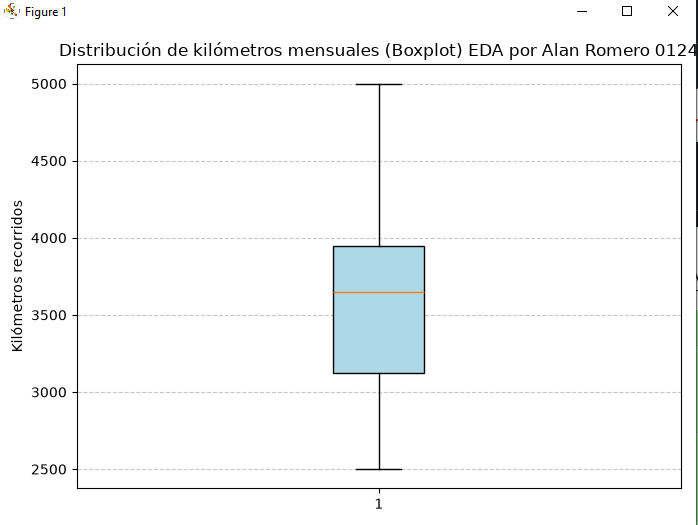 Figure 1
Distribución de kilómetros mensuales (Boxplot) EDA por Alan Romero 0124
5000
4500
4000
3500
3000
2500
Kilómetros recorridos
1